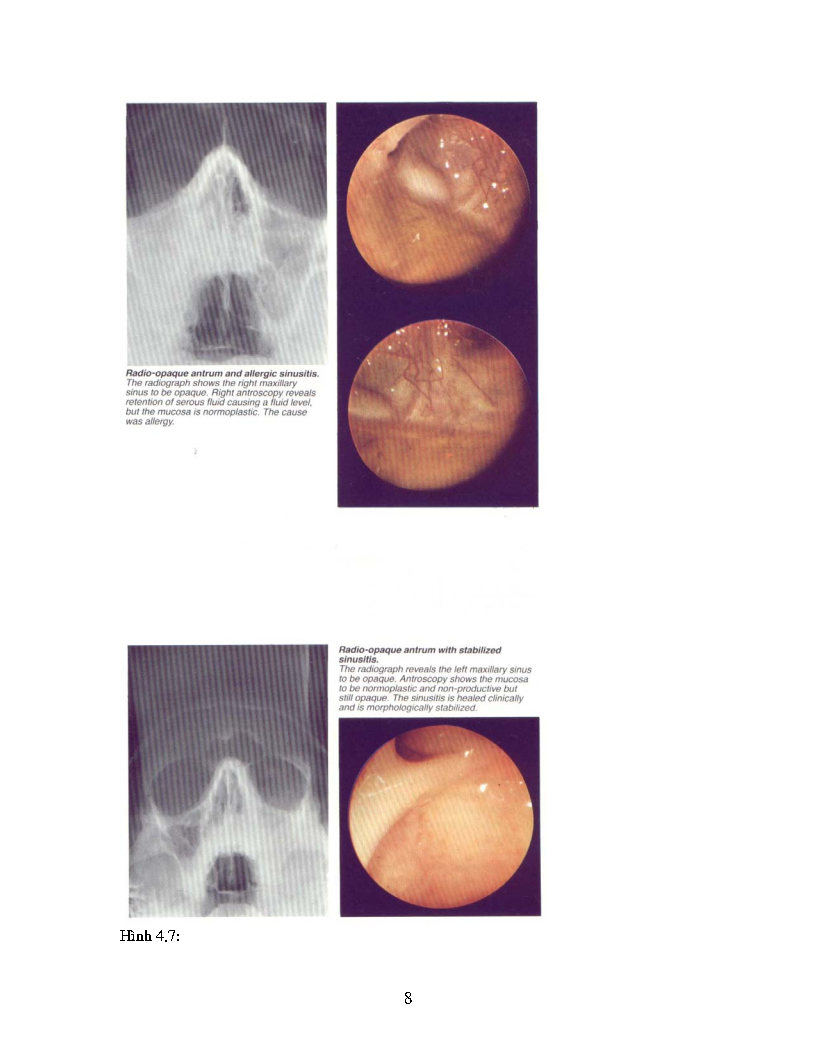 Radio-opaque antrum and allergic sinusitis.
The radiograph shows the right maxillary
sinus to be opaque. Right antroscopy reveals
retention of serous fluid causing a fluid level,
but the mucosa is normoplastic. The cause
was allergy.
Radio-opaque antrum with stabilized
sinusitis.
The radiograph reveals the left maxillary sinus
to be opaque. Antroscopy shows the mucosa
to be normoplastic and non-productive but
still opaque. The sinusitis is healed clinically
and is morphologically stabilized.
Hình 4.7:
8